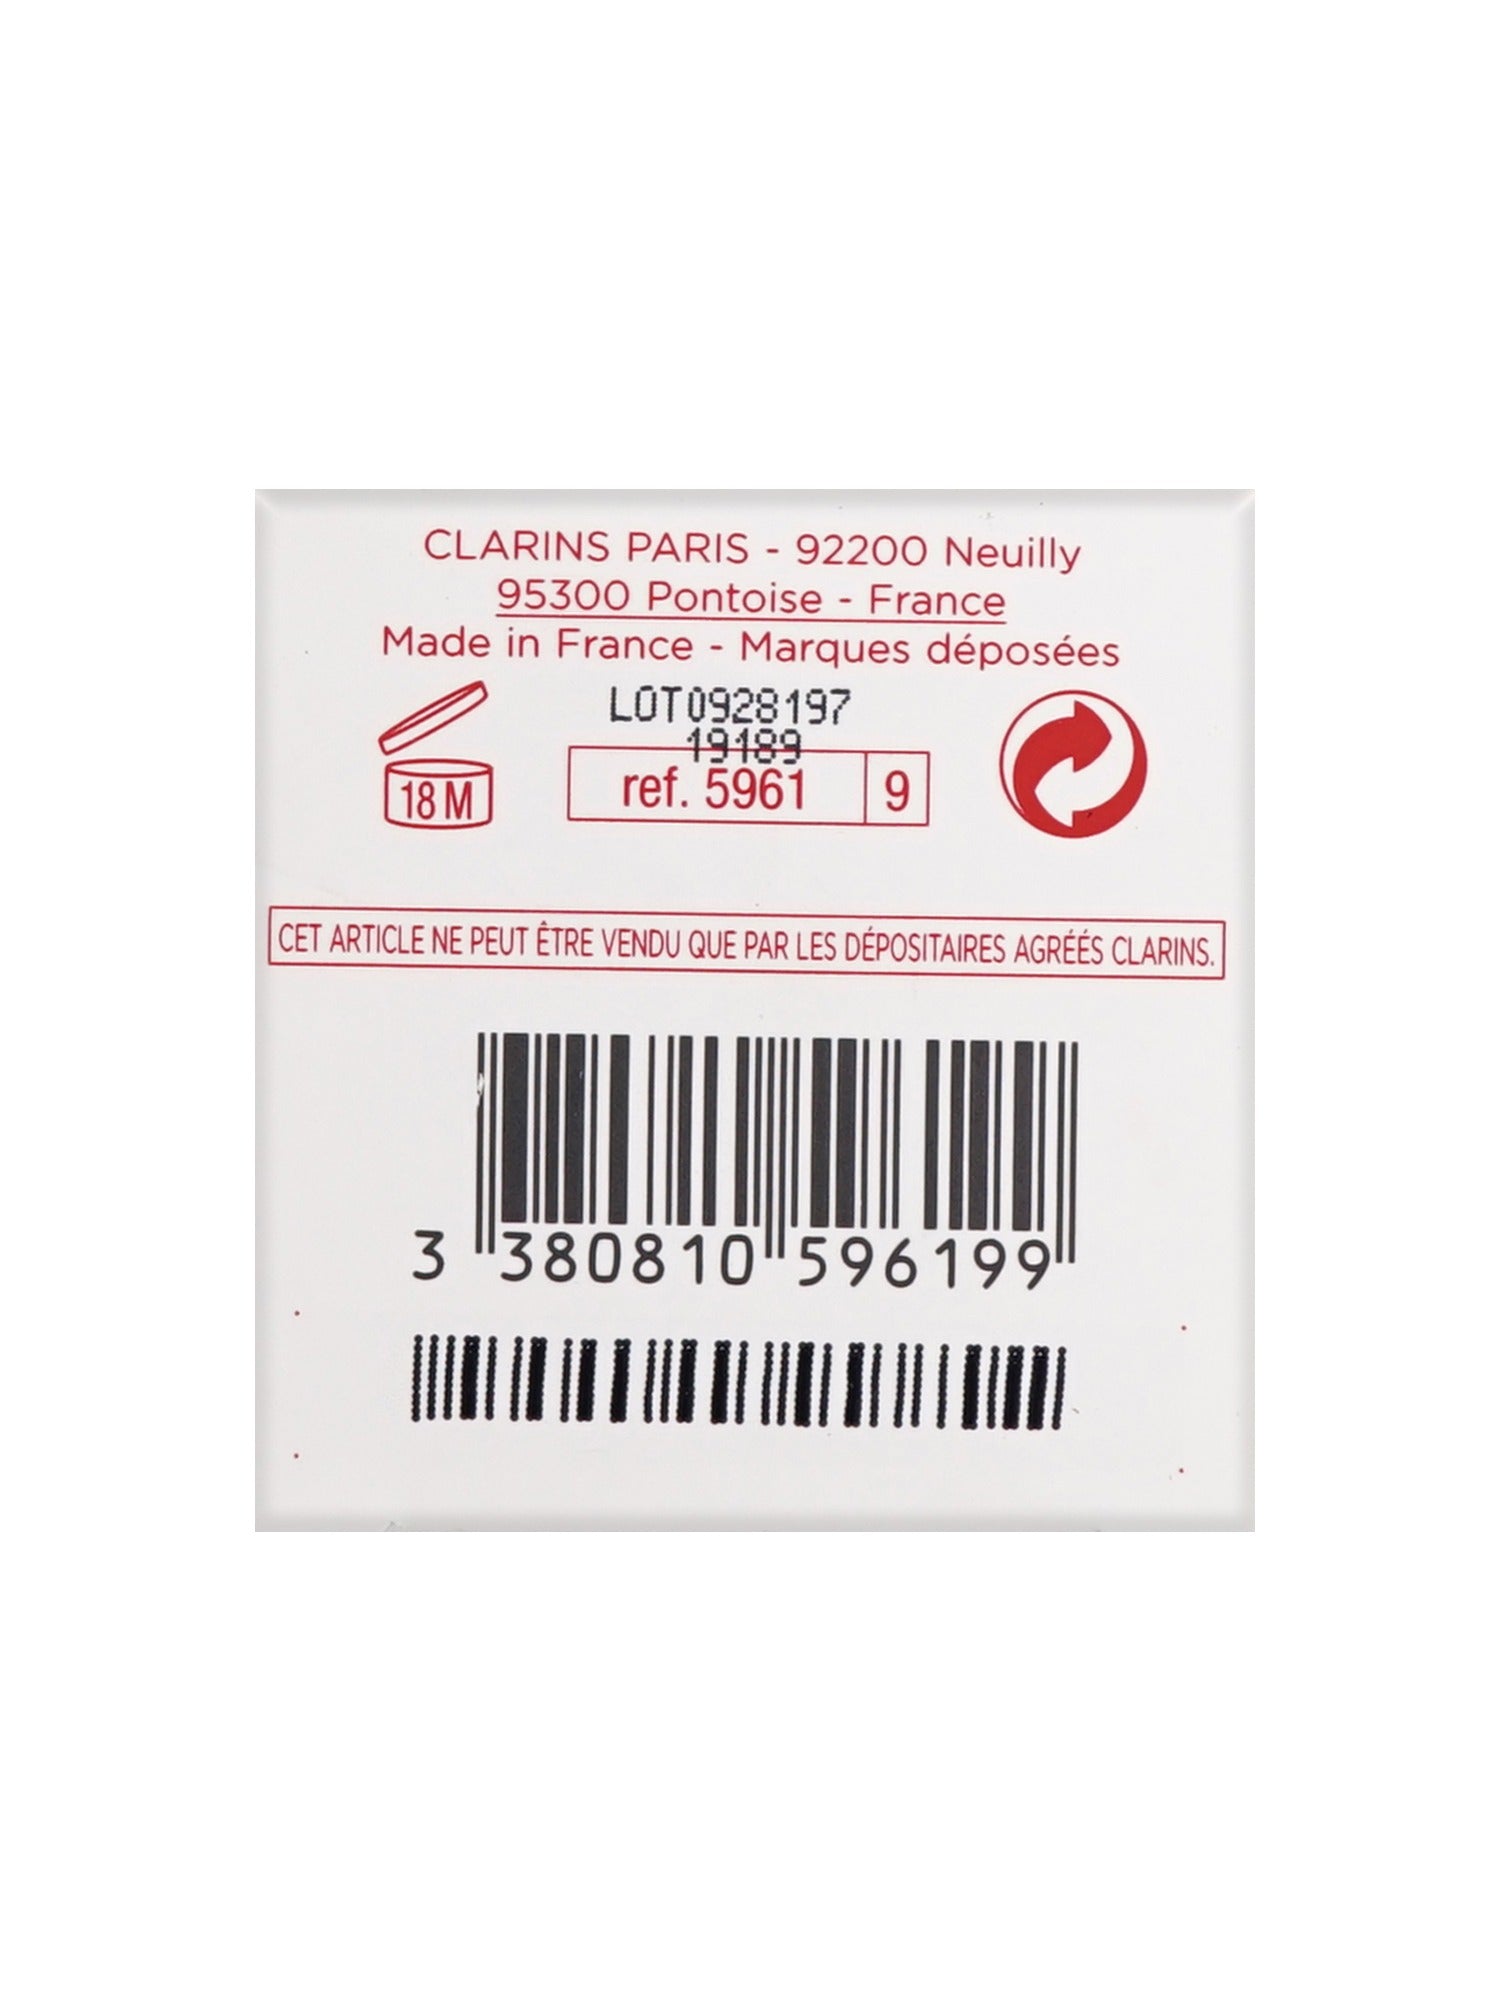 CLARINS PARIS - 92200 Neuilly
95300 Pontoise - France
Made in France - Marques déposées
LOT0928197
19189
18 M
ref. 5961 9
CET ARTICLE NE PEUT ÊTRE VENDU QUE PAR LES DÉPOSITAIRES AGRÉÉS CLARINS.
3 380810 596199